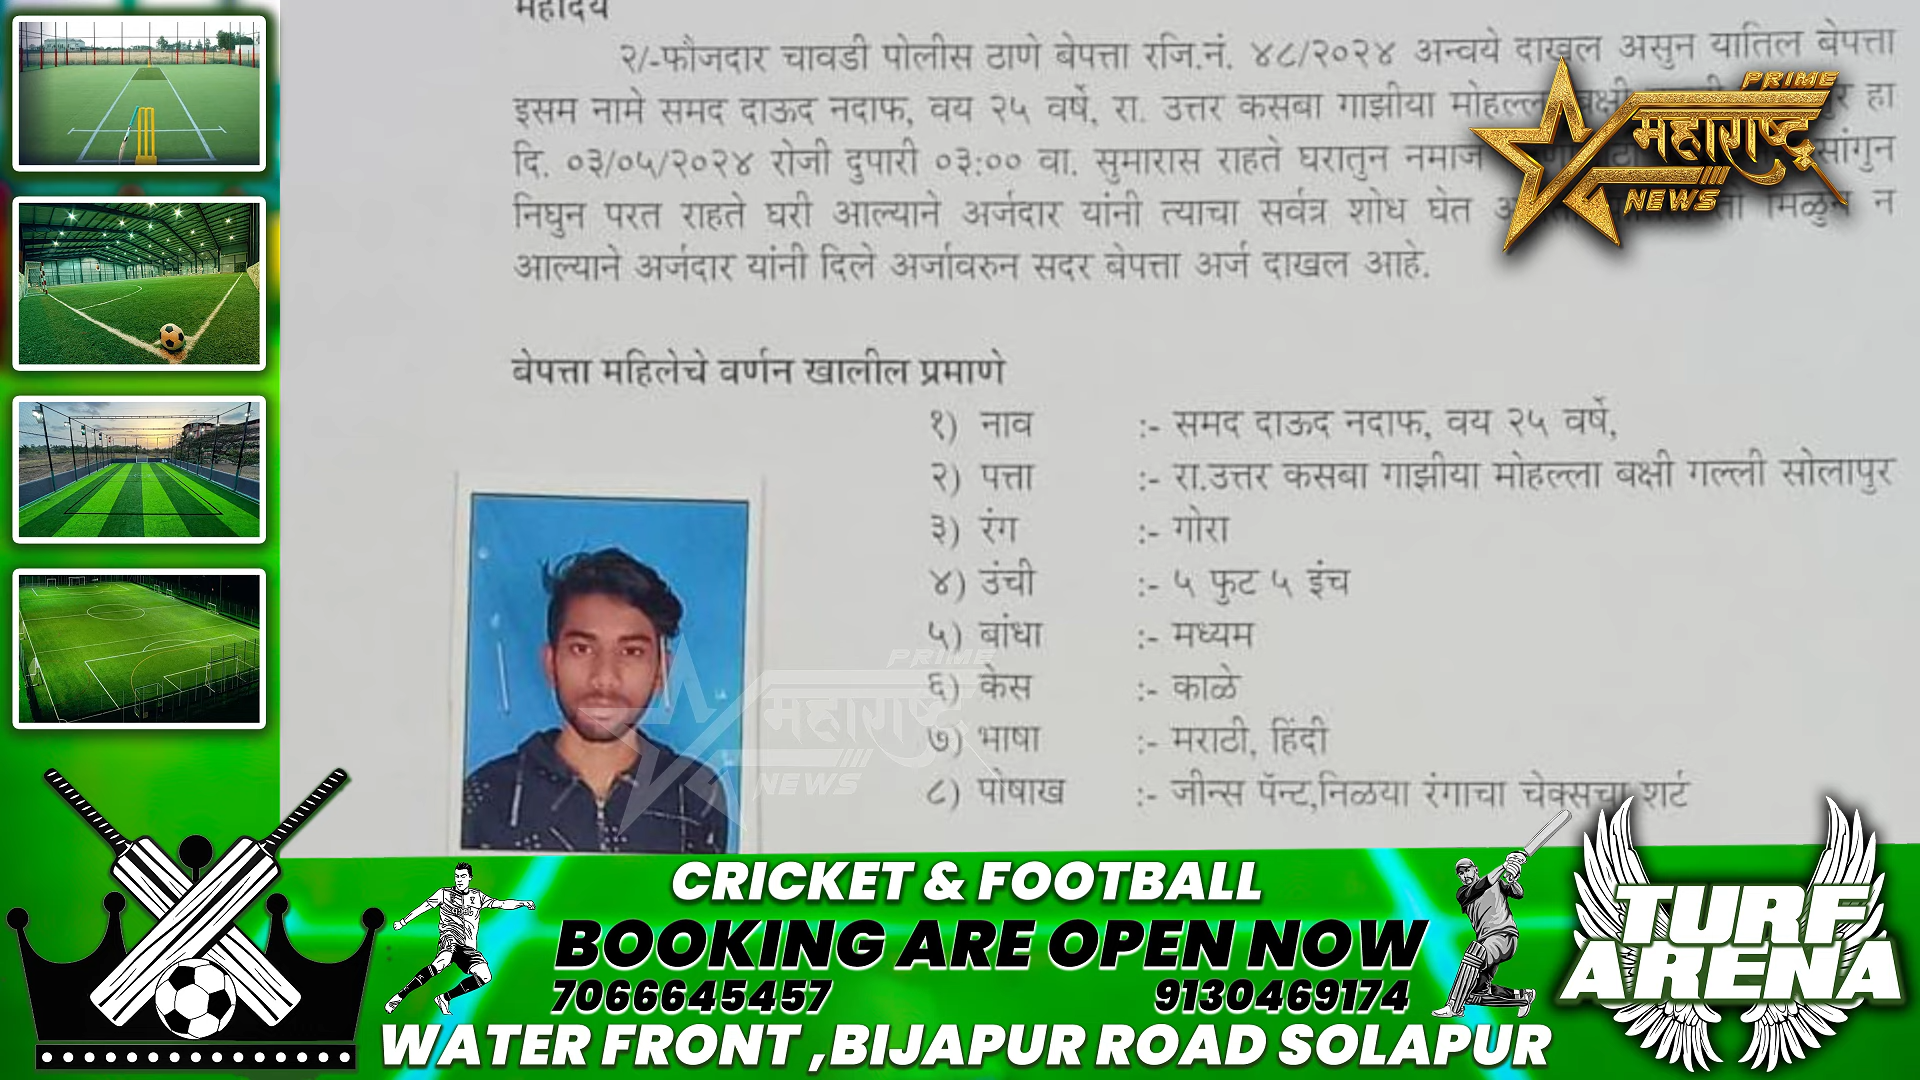 महोदय
२/-फौजदार चावडी पोलीस ठाणे बेपत्ता रजि.नं. ४८/२०२४ अन्वये दाखल असुन यातिल बेपत्ता
इसम नामे समद दाऊद नदाफ, वय २५ वर्षे, रा. उत्तर कसबा गाझीया मोहल्ला बक्षी हा
दि. ०३/०५/२०२४ रोजी दुपारी ०३:०० वा. सुमारास राहते घरातुन नमाज सांगुन
निघुन परत राहते घरी आल्याने अर्जदार यांनी त्याचा सर्वत्र शोध घेत मिळुन न
आल्याने अर्जदार यांनी दिले अर्जावरुन सदर बेपत्ता अर्ज दाखल आहे.
PRIME
महाराष्ट्र
NEWS
बेपत्ता महिलेचे वर्णन खालील प्रमाणे
१) नाव :- समद दाऊद नदाफ, वय २५ वर्षे,
२) पत्ता :- रा.उत्तर कसबा गाझीया मोहल्ला बक्षी गल्ली सोलापुर
३) रंग :- गोरा
४) उंची :- ५ फुट ५ इंच
५) बांधा :- मध्यम
६) केस :- काळे
७) भाषा :- मराठी, हिंदी
८) पोषाख :- जीन्स पॅन्ट,निळया रंगाचा चेक्सचा शर्ट
PRIME
महाराष्ट्र
NEWS
CRICKET & FOOTBALL
BOOKING ARE OPEN NOW
7066645457 9130469174
WATER FRONT ,BIJAPUR ROAD SOLAPUR
TURF
ARENA